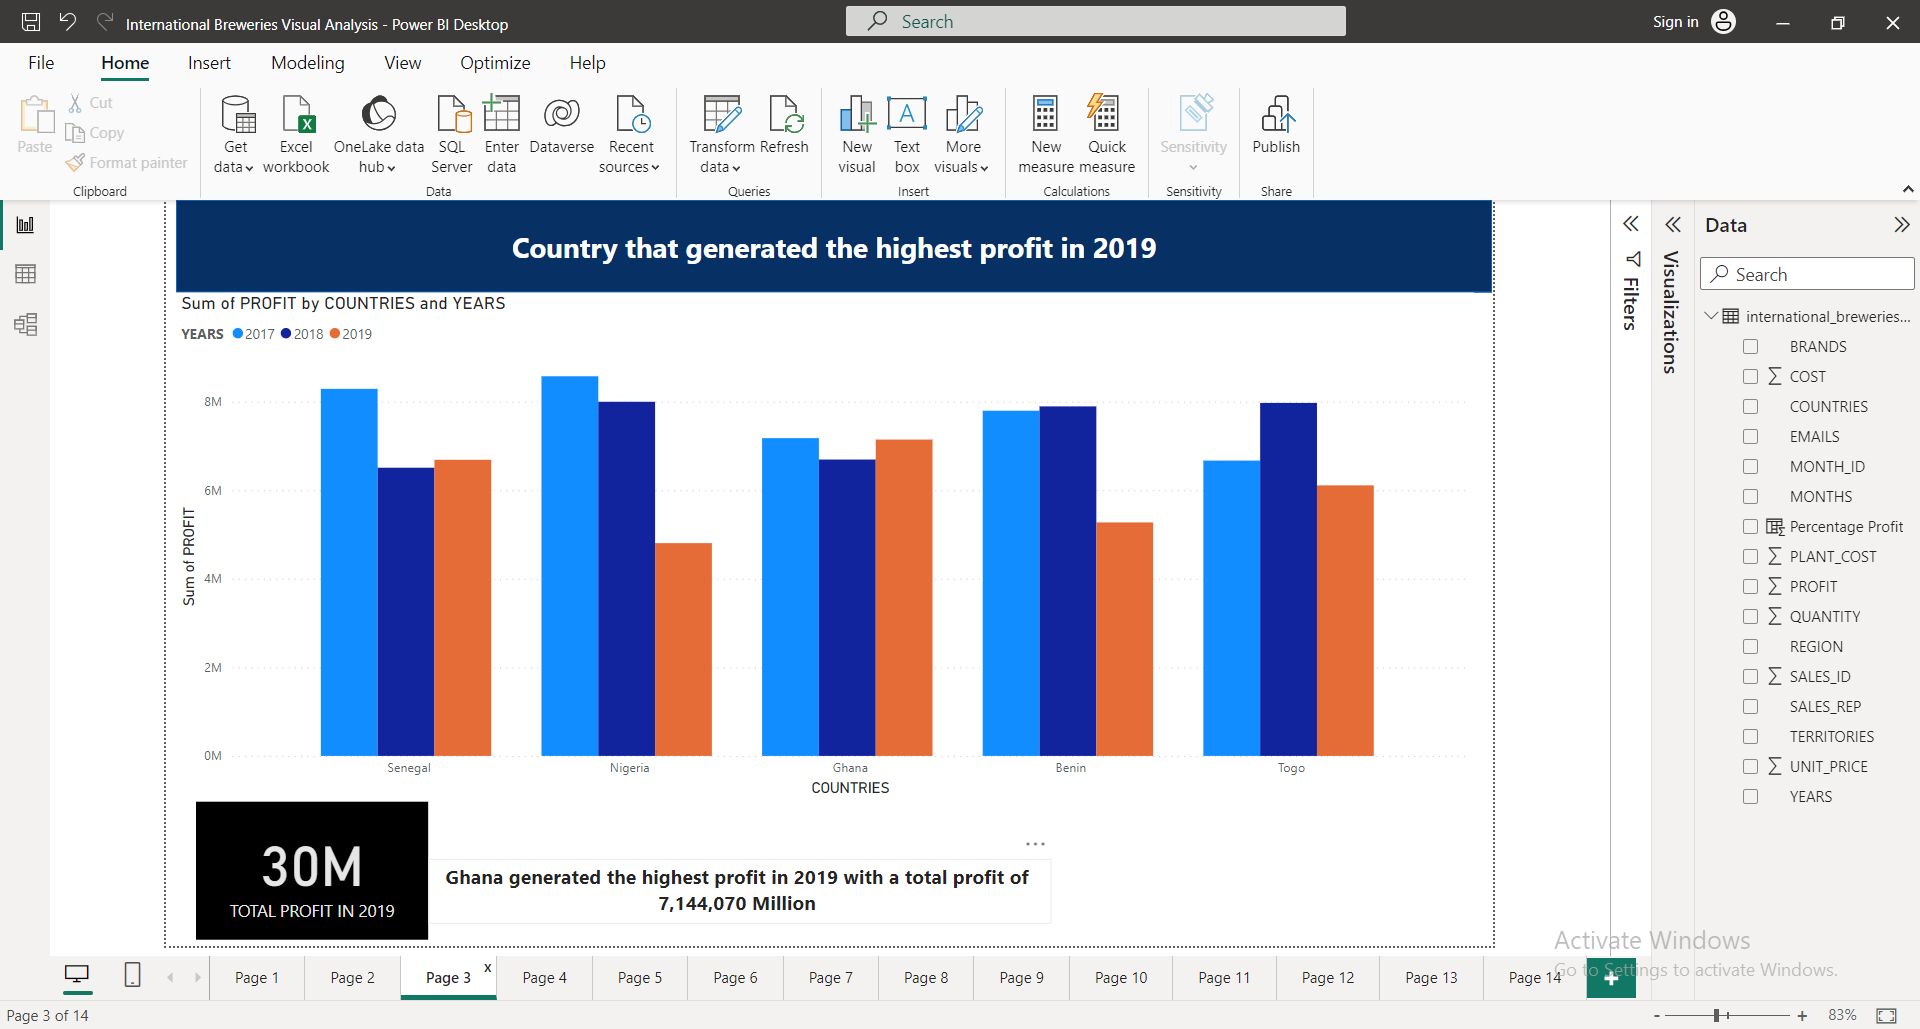 International Breweries Visual Analysis - Power BI Desktop
Search
Sign in
File Home Insert Modeling View Optimize Help
Paste
Cut
Copy
Format painter
Clipboard
Get data
Excel workbook
OneLake data hub
SQL Server
Enter data
Dataverse
Recent sources
Data
Transform data
Refresh
Queries
New visual
A
Text box
More visuals
Insert
New measure
Quick measure
Calculations
Sensitivity
Sensitivity
Publish
Share
Country that generated the highest profit in 2019
Sum of PROFIT by COUNTRIES and YEARS
YEARS 2017 2018 2019
8M
6M
4M
2M
0M
Sum of PROFIT
Senegal Nigeria Ghana Benin Togo
COUNTRIES
30M
TOTAL PROFIT IN 2019
Ghana generated the highest profit in 2019 with a total profit of
7,144,070 Million
Filters
Visualizations
Data
Search
international_breweries...
BRANDS
COST
COUNTRIES
EMAILS
MONTH_ID
MONTHS
Percentage Profit
PLANT_COST
PROFIT
QUANTITY
REGION
SALES_ID
SALES_REP
TERRITORIES
UNIT_PRICE
YEARS
Activate Windows
Go to Settings to activate Windows.
Page 1 Page 2 Page 3 x Page 4 Page 5 Page 6 Page 7 Page 8 Page 9 Page 10 Page 11 Page 12 Page 13 Page 14 +
Page 3 of 14
- + 83%